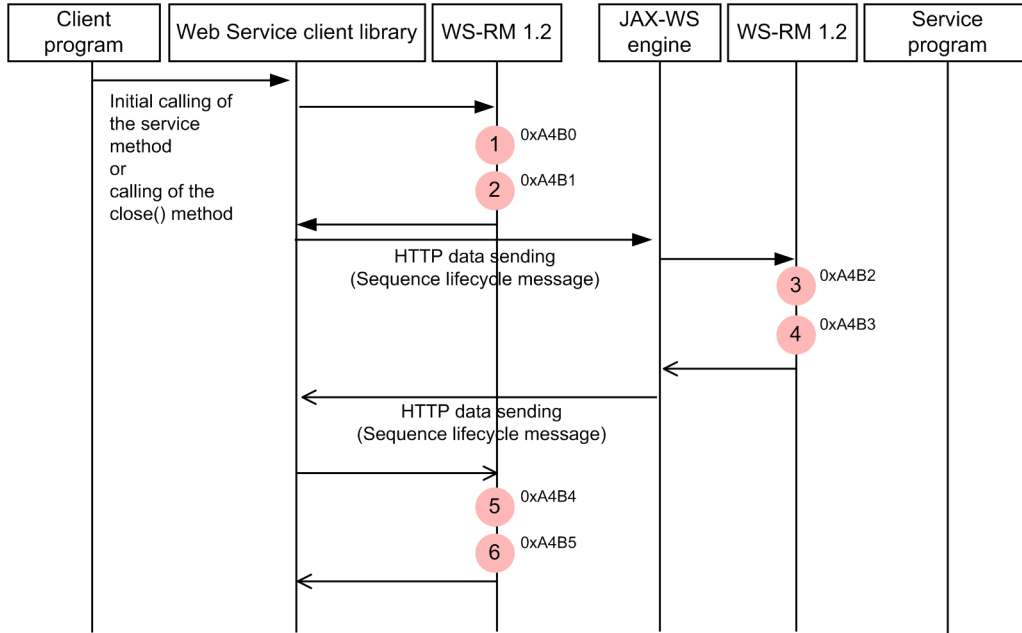 Client
program
Web Service client library
WS-RM 1.2
JAX-WS
engine
WS-RM 1.2
Service
program
Initial calling of
the service
method
or
calling of the
close() method
1
0xA4B0
2
0xA4B1
HTTP data sending
(Sequence lifecycle message)
3
0xA4B2
4
0xA4B3
HTTP data sending
(Sequence lifecycle message)
5
0xA4B4
6
0xA4B5